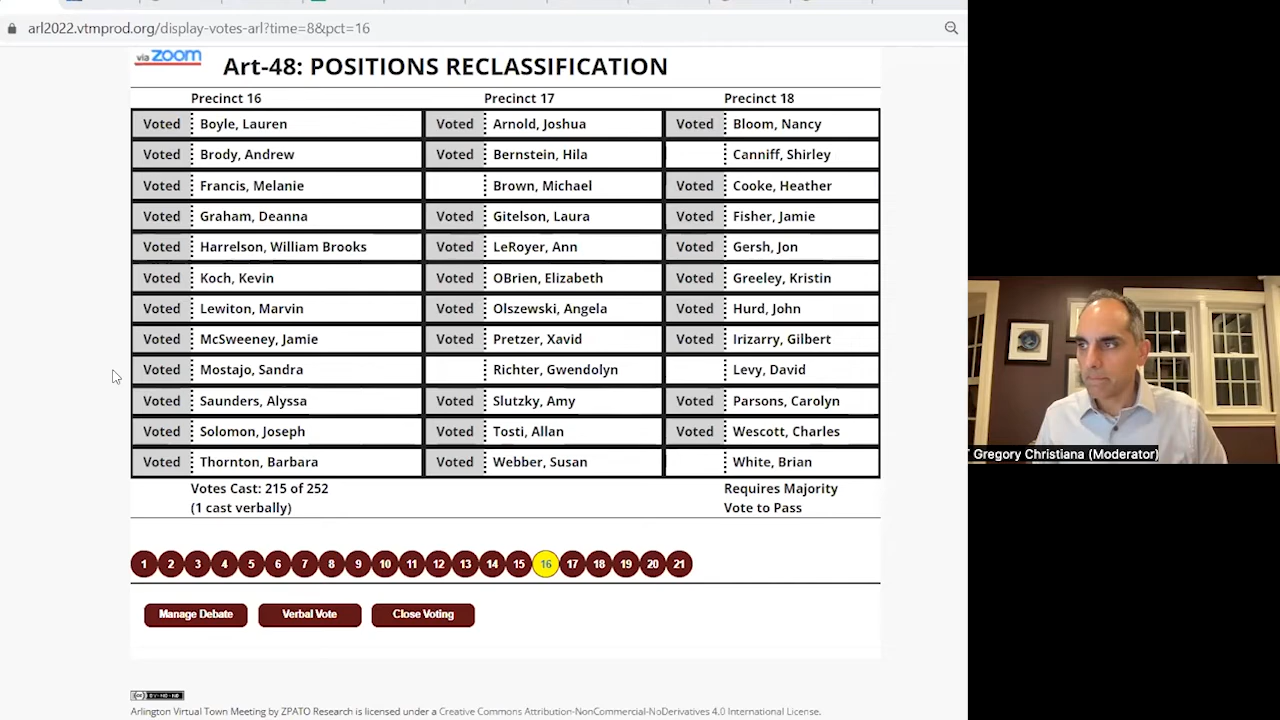 arl2022.vtmprod.org/display-votes-arl?time=8&pct=16
via zoom
Art-48: POSITIONS RECLASSIFICATION
Precinct 16 Precinct 17 Precinct 18
Voted Boyle, Lauren Voted Arnold, Joshua Voted Bloom, Nancy
Voted Brody, Andrew Voted Bernstein, Hila Canniff, Shirley
Voted Francis, Melanie Brown, Michael Voted Cooke, Heather
Voted Graham, Deanna Voted Gitelson, Laura Voted Fisher, Jamie
Voted Harrelson, William Brooks Voted LeRoyer, Ann Voted Gersh, Jon
Voted Koch, Kevin Voted OBrien, Elizabeth Voted Greeley, Kristin
Voted Lewiton, Marvin Voted Olszewski, Angela Voted Hurd, John
Voted McSweeney, Jamie Voted Pretzer, Xavid Voted Irizarry, Gilbert
Voted Mostajo, Sandra Richter, Gwendolyn Levy, David
Voted Saunders, Alyssa Voted Slutzky, Amy Voted Parsons, Carolyn
Voted Solomon, Joseph Voted Tosti, Allan Voted Wescott, Charles
Voted Thornton, Barbara Voted Webber, Susan White, Brian
Votes Cast: 215 of 252 Requires Majority
(1 cast verbally) Vote to Pass
Gregory Christiana (Moderator)
1 2 3 4 5 6 7 8 9 10 11 12 13 14 15 16 17 18 19 20 21
Manage Debate Verbal Vote Close Voting
Arlington Virtual Town Meeting by ZPATO Research is licensed under a Creative Commons Attribution-NonCommercial-NoDerivatives 4.0 International License.